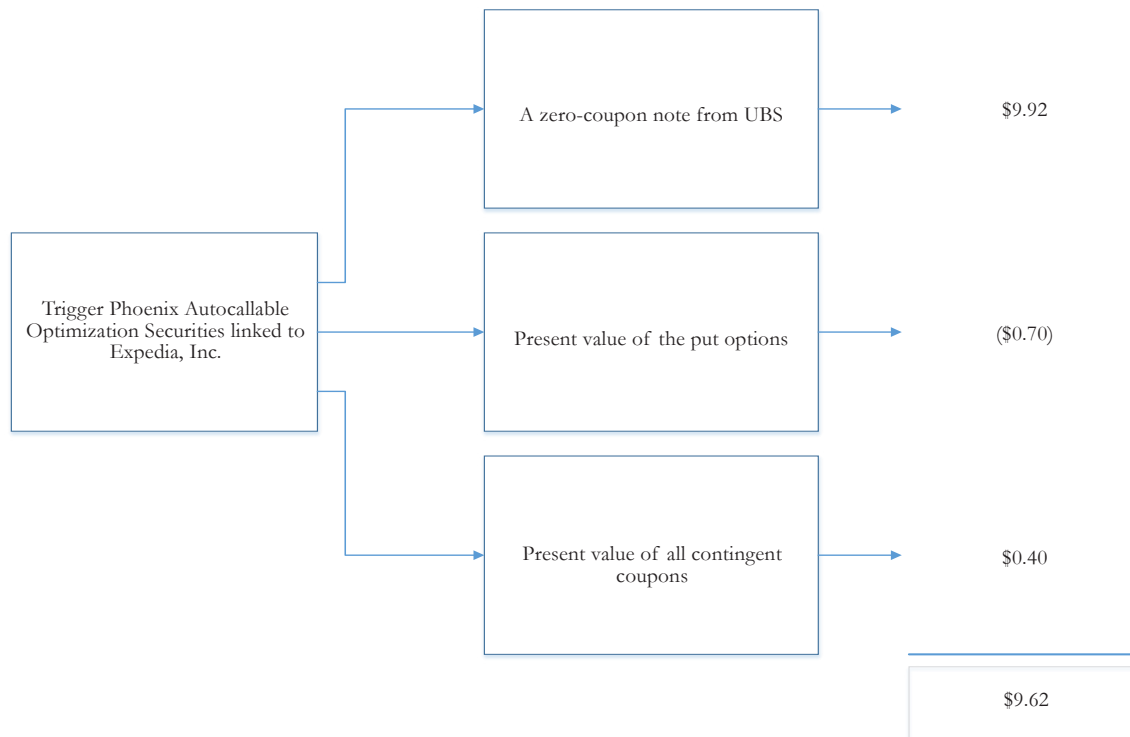 A zero-coupon note from UBS
$9.92
Trigger Phoenix Autocallable
Optimization Securities linked to
Expedia, Inc.
Present value of the put options
($0.70)
Present value of all contingent
coupons
$0.40
$9.62